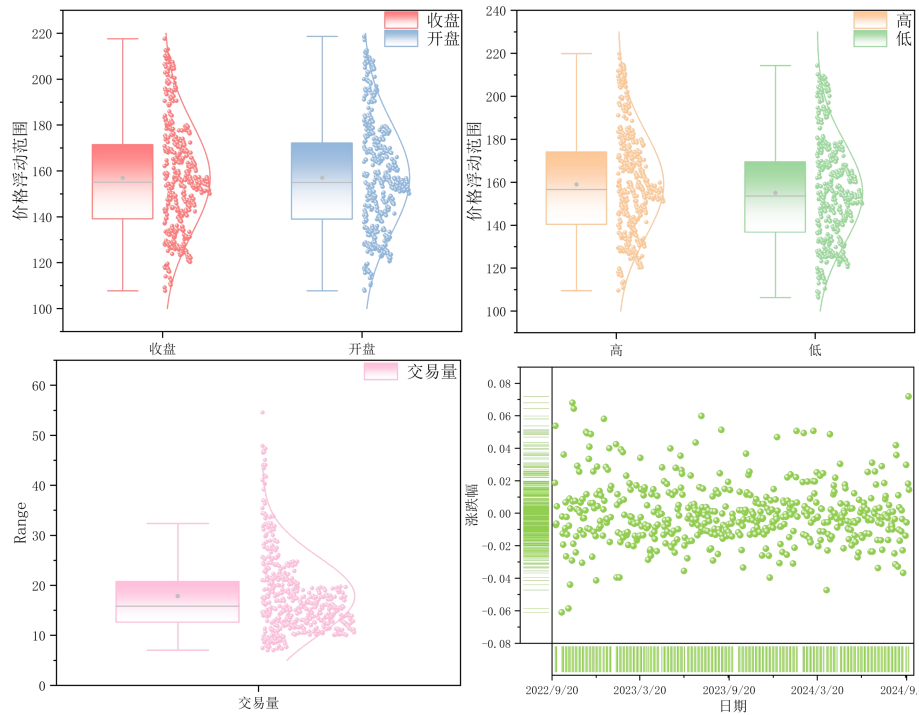 收盘
开盘
220
200
180
160
140
120
100
价格浮动范围
收盘
开盘
高
低
240
220
200
180
160
140
120
100
价格浮动范围
高
低
交易量
60
50
40
30
20
10
0
Range
交易量
0.08
0.06
0.04
0.02
0.00
-0.02
-0.04
-0.06
-0.08
涨跌幅
2022/9/20
2023/3/20
2023/9/20
2024/3/20
2024/9.
日期